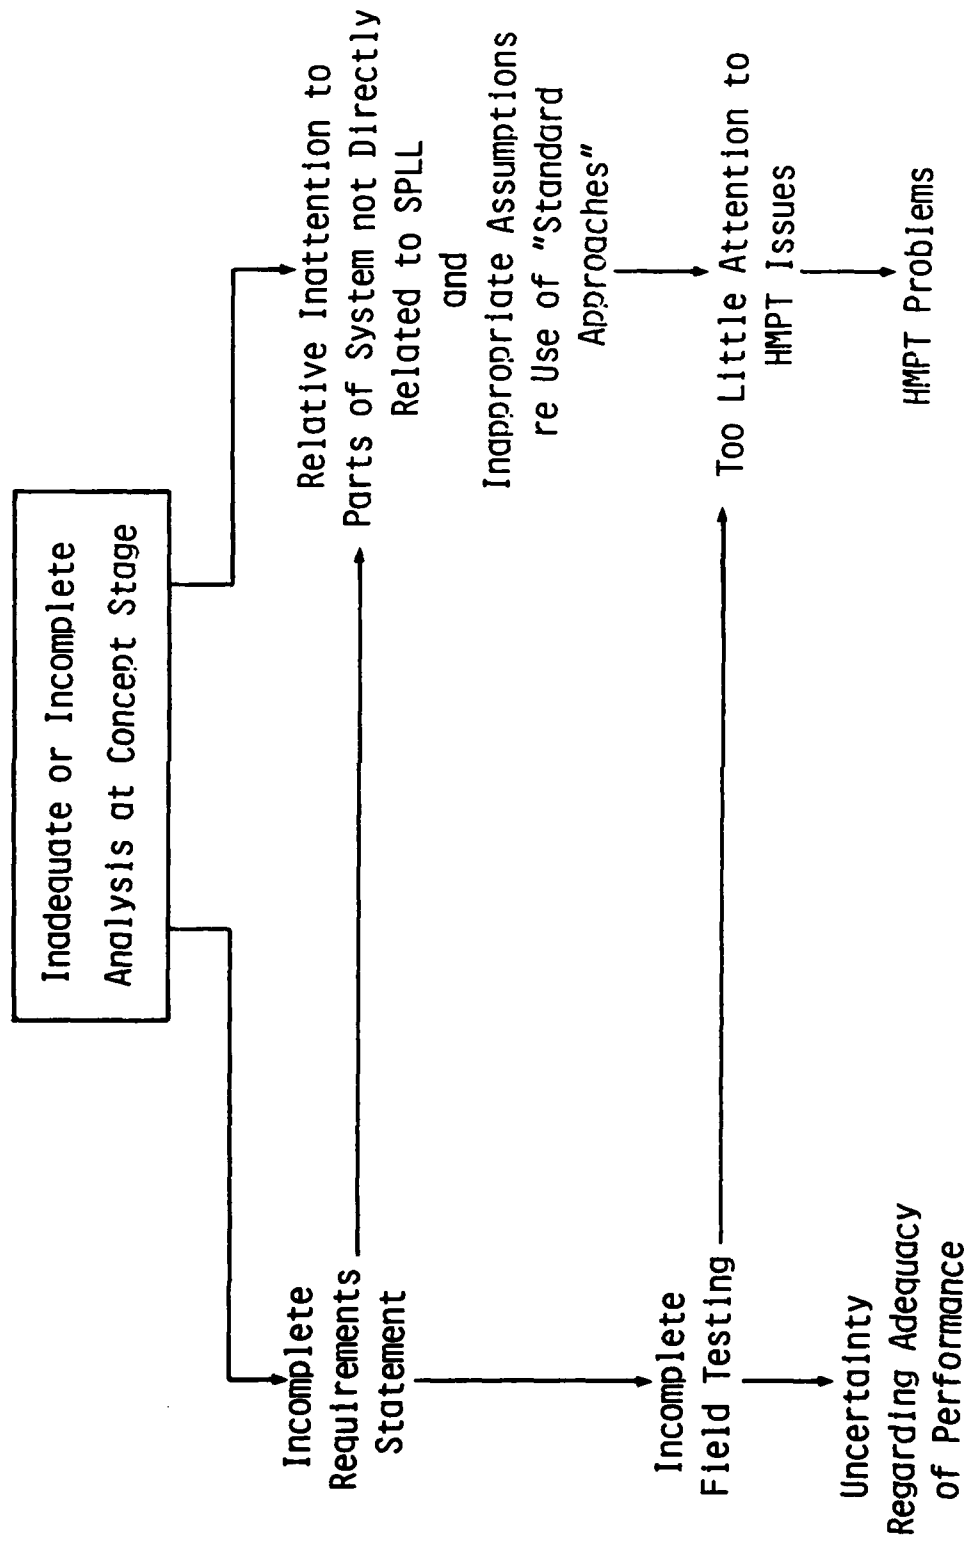 Inadequate or Incomplete
Analysis at Concept Stage
Incomplete
Requirements
Statement
Relative Inattention to
Parts of System not Directly
Related to SPLL
and
Inappropriate Assumptions
re Use of "Standard
Approaches"
Incomplete
Field Testing
Too Little Attention to
HMPT Issues
Uncertainty
Regarding Adequacy
of Performance
HMPT Problems